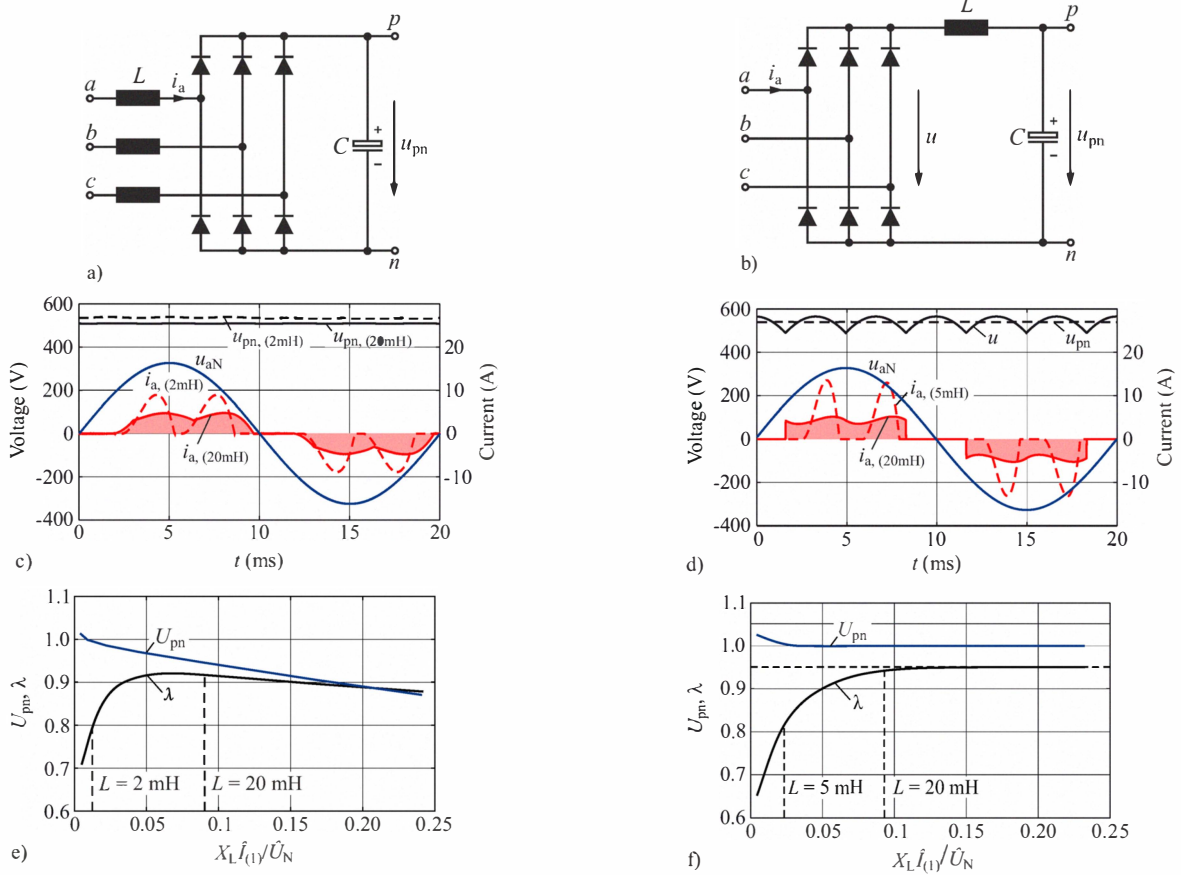 p
L
i_a
a
b
c
C
+
–
u_pn
n
a)
L
p
a
i_a
b
c
u
C
+
–
u_pn
n
b)
600
400
200
0
-200
-400
Voltage (V)
20
10
0
-10
Current (A)
u_pn, (2mH)
u_pn, (20mH)
u_aN
i_a, (2mH)
i_a, (20mH)
0
5
10
15
20
t (ms)
c)
600
400
200
0
-200
-400
Voltage (V)
20
10
0
-10
Current (A)
u
u_pn
u_aN
i_a, (5mH)
i_a, (20mH)
0
5
10
15
20
t (ms)
d)
1.1
1.0
0.9
0.8
0.7
0.6
U_pn, λ
U_pn
λ
L = 2 mH
L = 20 mH
0
0.05
0.1
0.15
0.20
0.25
X_L Î_(1)/Û_N
e)
1.1
1.0
0.9
0.8
0.7
0.6
U_pn, λ
U_pn
λ
L = 5 mH
L = 20 mH
0
0.05
0.1
0.15
0.20
0.25
X_L Î_(1)/Û_N
f)